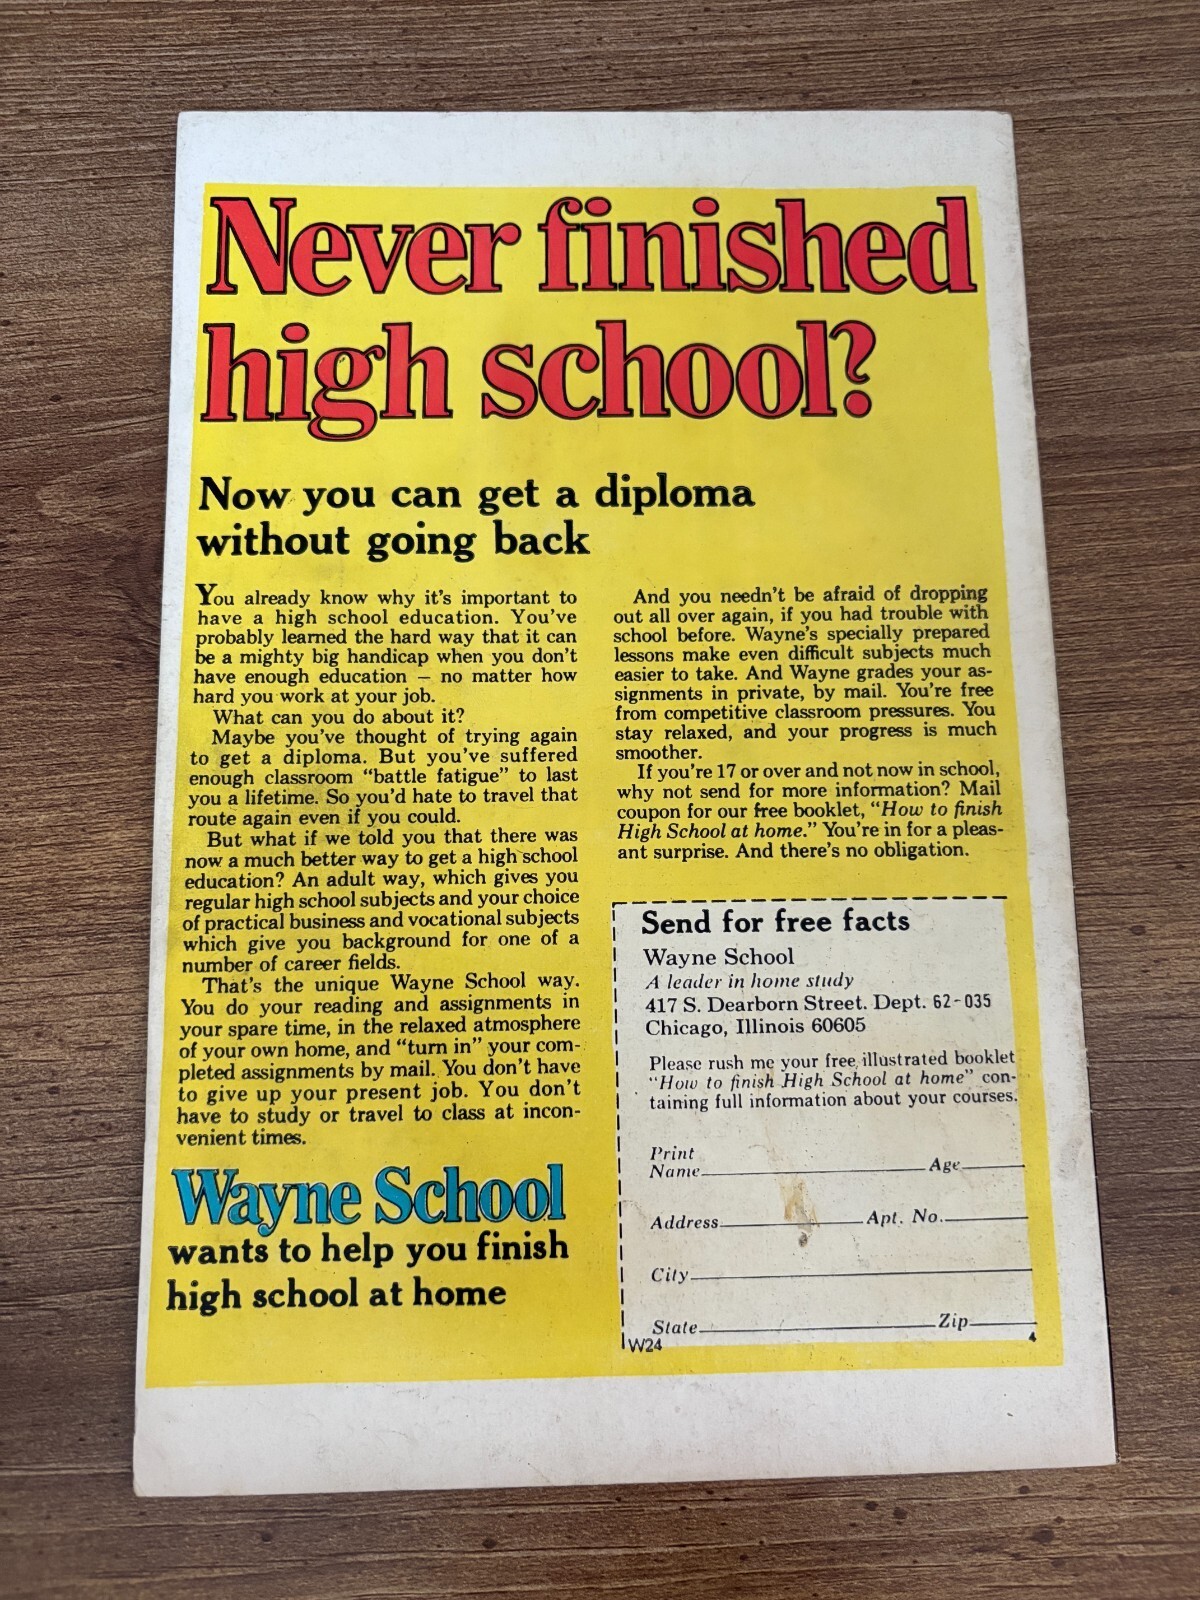 Never finished
high school?
Now you can get a diploma
without going back
You already know why it's important to
have a high school education. You've
probably learned the hard way that it can
be a mighty big handicap when you don't
have enough education — no matter how
hard you work at your job.
What can you do about it?
Maybe you've thought of trying again
to get a diploma. But you've suffered
enough classroom "battle fatigue" to last
you a lifetime. So you'd hate to travel that
route again even if you could.
But what if we told you that there was
now a much better way to get a high school
education? An adult way, which gives you
regular high school subjects and your choice
of practical business and vocational subjects
which give you background for one of a
number of career fields.
That's the unique Wayne School way.
You do your reading and assignments in
your spare time, in the relaxed atmosphere
of your own home, and "turn in" your com-
pleted assignments by mail. You don't have
to give up your present job. You don't
have to study or travel to class at incon-
venient times.
Wayne School
wants to help you finish
high school at home
And you needn't be afraid of dropping
out all over again, if you had trouble with
school before. Wayne's specially prepared
lessons make even difficult subjects much
easier to take. And Wayne grades your as-
signments in private, by mail. You're free
from competitive classroom pressures. You
stay relaxed, and your progress is much
smoother.
If you're 17 or over and not now in school,
why not send for more information? Mail
coupon for our free booklet, "How to finish
High School at home." You're in for a pleas-
ant surprise. And there's no obligation.
Send for free facts
Wayne School
A leader in home study
417 S. Dearborn Street. Dept. 62-035
Chicago, Illinois 60605
Please rush me your free illustrated booklet
"How to finish High School at home" con-
taining full information about your courses.
Print
Name Age
Address Apt. No.
City
State Zip
W24 4